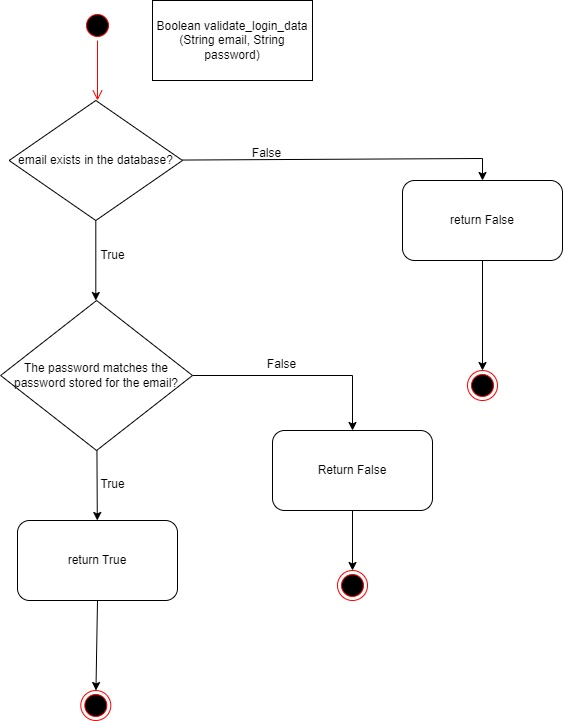 Boolean validate_login_data
(String email, String
password)
email exists in the database?
False
return False
True
The password matches the
password stored for the email?
False
Return False
True
return True